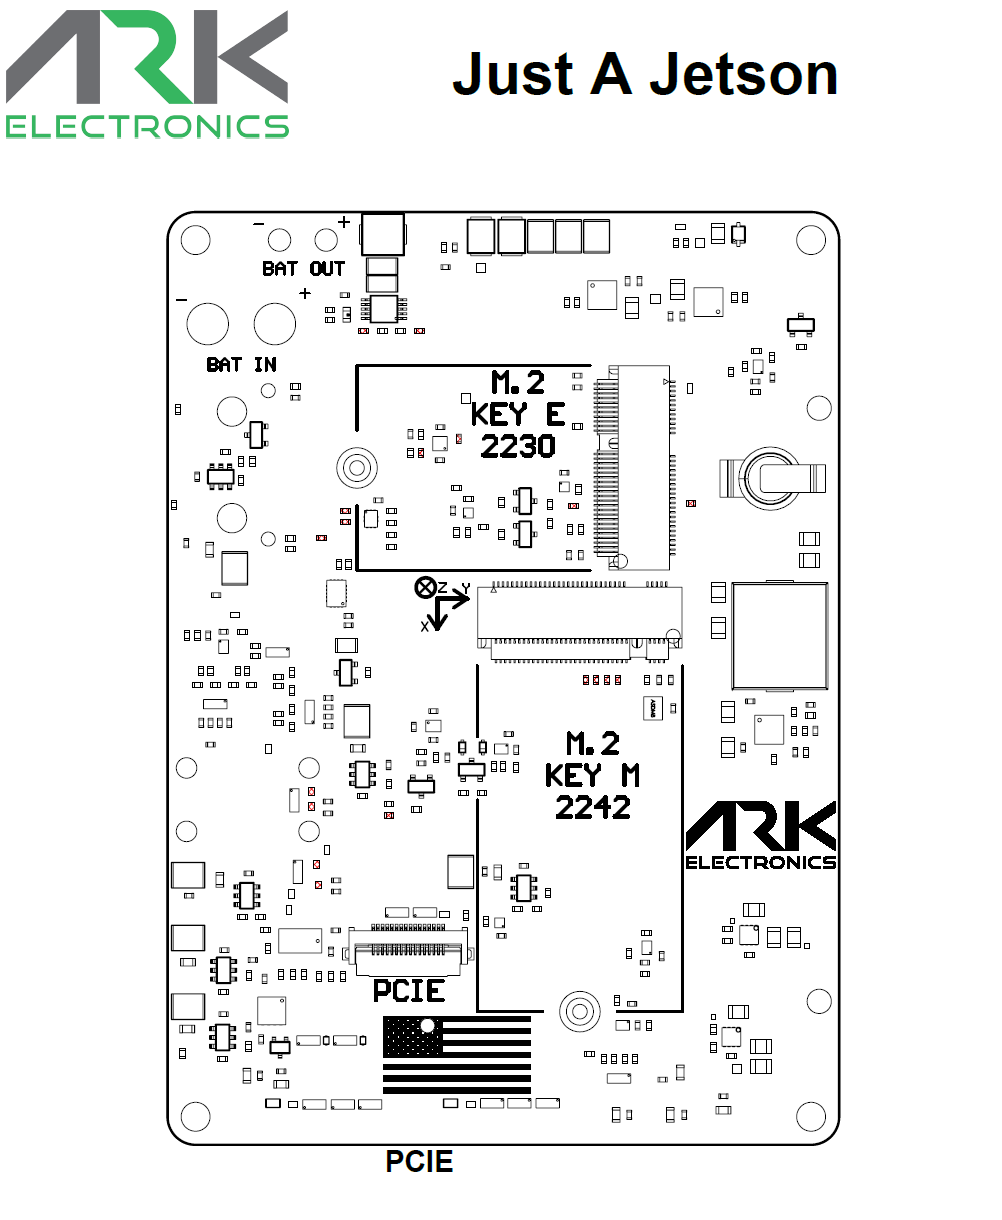 ARK
ELECTRONICS
Just A Jetson
- +
BAT OUT
- +
BAT IN
M.2
KEY E
2230
Z Y
X
M.2
KEY M
2242
ARK
ELECTRONICS
PCIE
PCIE